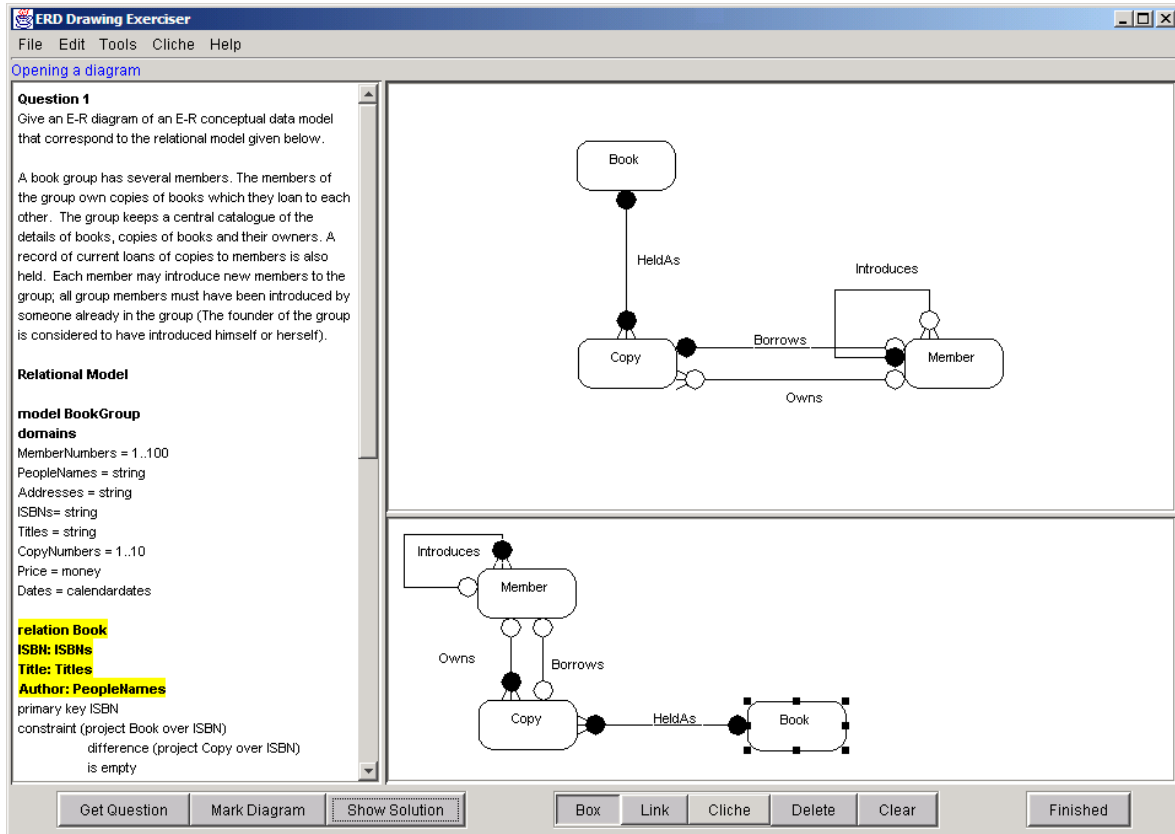 ERD Drawing Exerciser
File Edit Tools Cliche Help
Opening a diagram
Question 1
Give an E-R diagram of an E-R conceptual data model
that correspond to the relational model given below.
A book group has several members. The members of
the group own copies of books which they loan to each
other. The group keeps a central catalogue of the
details of books, copies of books and their owners. A
record of current loans of copies to members is also
held. Each member may introduce new members to the
group; all group members must have been introduced by
someone already in the group (The founder of the group
is considered to have introduced himself or herself).
Relational Model
model BookGroup
domains
MemberNumbers = 1..100
PeopleNames = string
Addresses = string
ISBNs= string
Titles = string
CopyNumbers = 1..10
Price = money
Dates = calendardates
relation Book
ISBN: ISBNs
Title: Titles
Author: PeopleNames
primary key ISBN
constraint (project Book over ISBN)
difference (project Copy over ISBN)
is empty
Book
HeldAs
Introduces
Copy
Borrows
Member
Owns
Introduces
Member
Owns
Borrows
Copy
HeldAs
Book
Get Question
Mark Diagram
Show Solution
Box
Link
Cliche
Delete
Clear
Finished